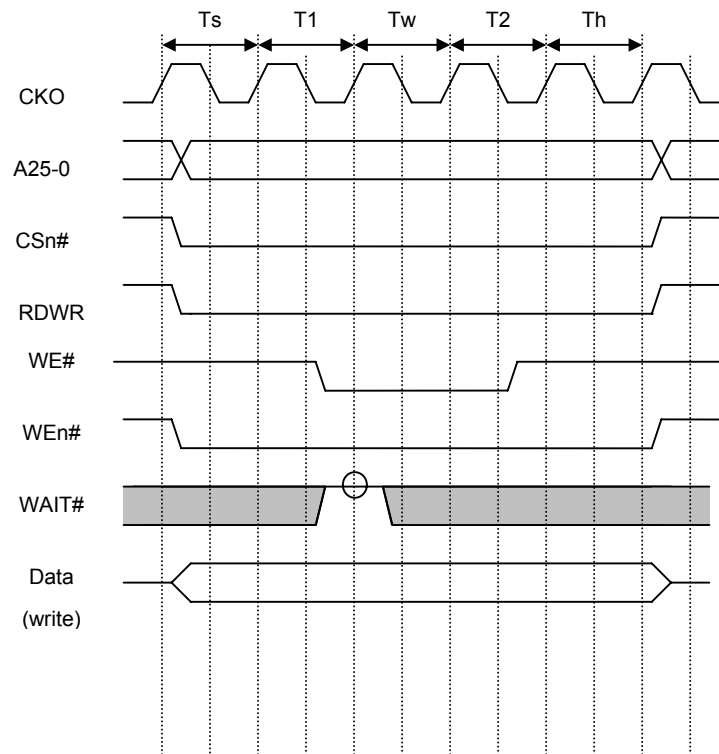 Ts T1 Tw T2 Th
CKO
A25-0
CSn#
RDWR
WE#
WEn#
WAIT#
Data
(write)